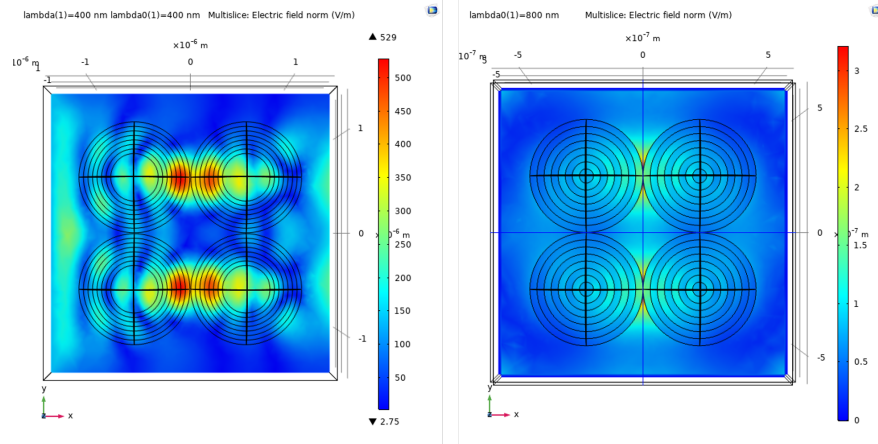 lambda(1)=400 nm lambda0(1)=400 nm Multislice: Electric field norm (V/m)
×10⁻⁶ m
-1 0 1
-1
1
0
-1
y
z x
▲ 529
500
450
400
350
300
250
200
150
100
50
▼ 2.75
lambda0(1)=800 nm Multislice: Electric field norm (V/m)
×10⁻⁷ m
-5 0 5
-5
5
0
-5
y
z x
3
2.5
2
1.5
1
0.5
0